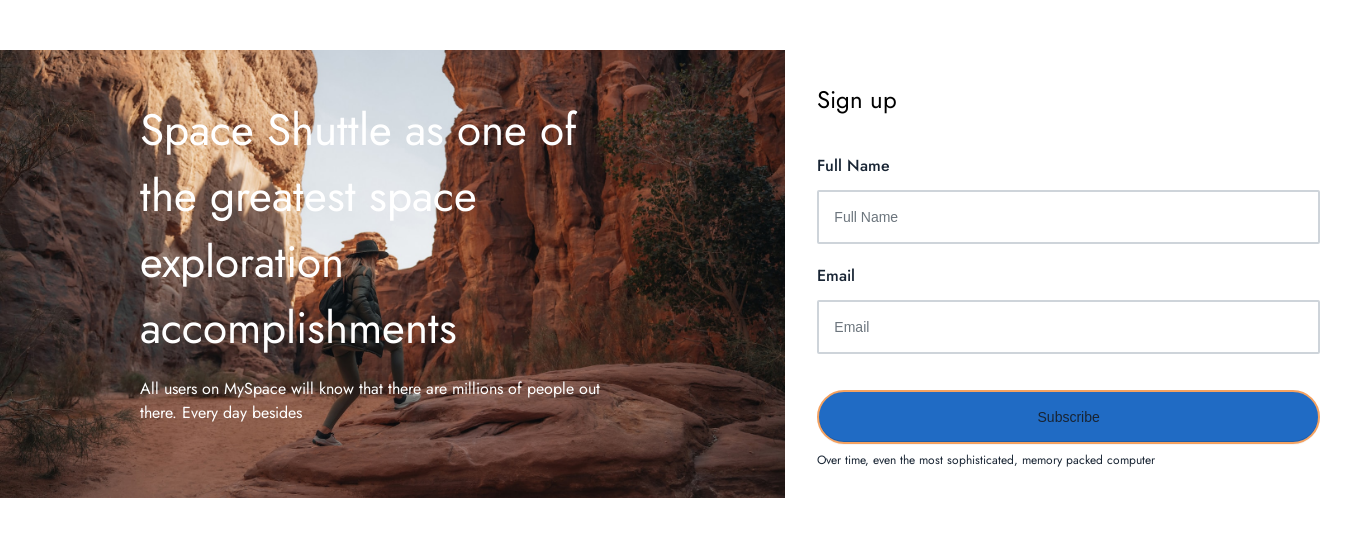 Space Shuttle as one of
the greatest space
exploration
accomplishments
All users on MySpace will know that there are millions of people out
there. Every day besides
Sign up
Full Name
Full Name
Email
Email
Subscribe
Over time, even the most sophisticated, memory packed computer